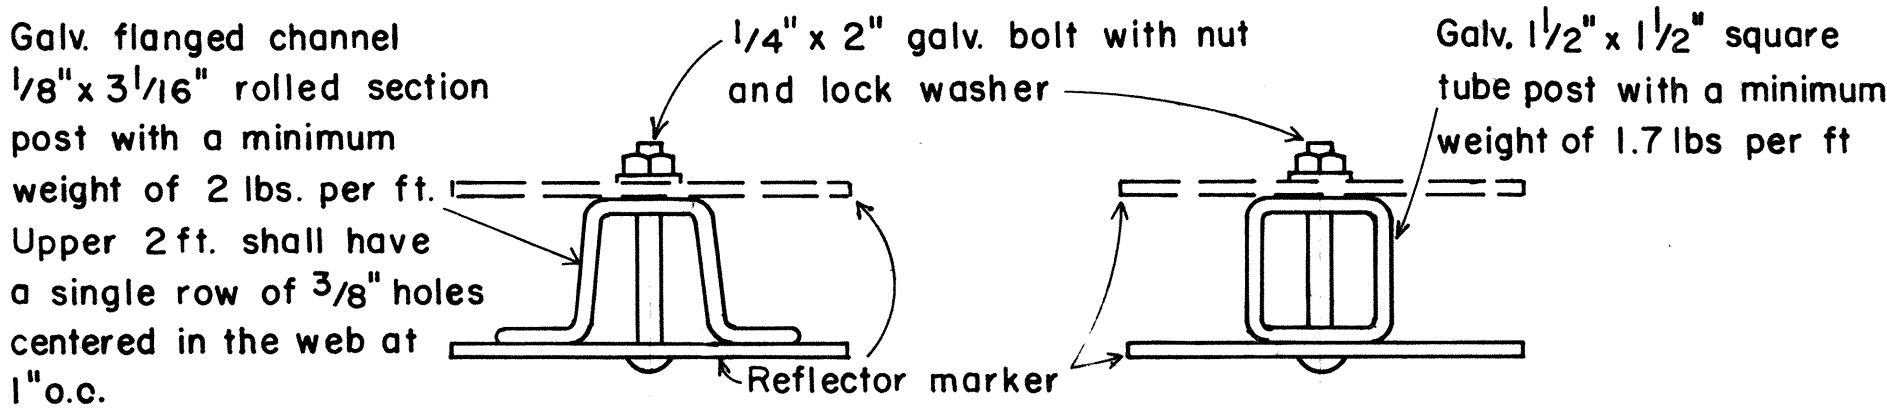 Galv. flanged channel
1/8" x 3 1/16" rolled section
post with a minimum
weight of 2 lbs. per ft.
Upper 2 ft. shall have
a single row of 3/8" holes
centered in the web at
1" o.c.
1/4" x 2" galv. bolt with nut
and lock washer
Galv. 1 1/2" x 1 1/2" square
tube post with a minimum
weight of 1.7 lbs per ft
Reflector marker